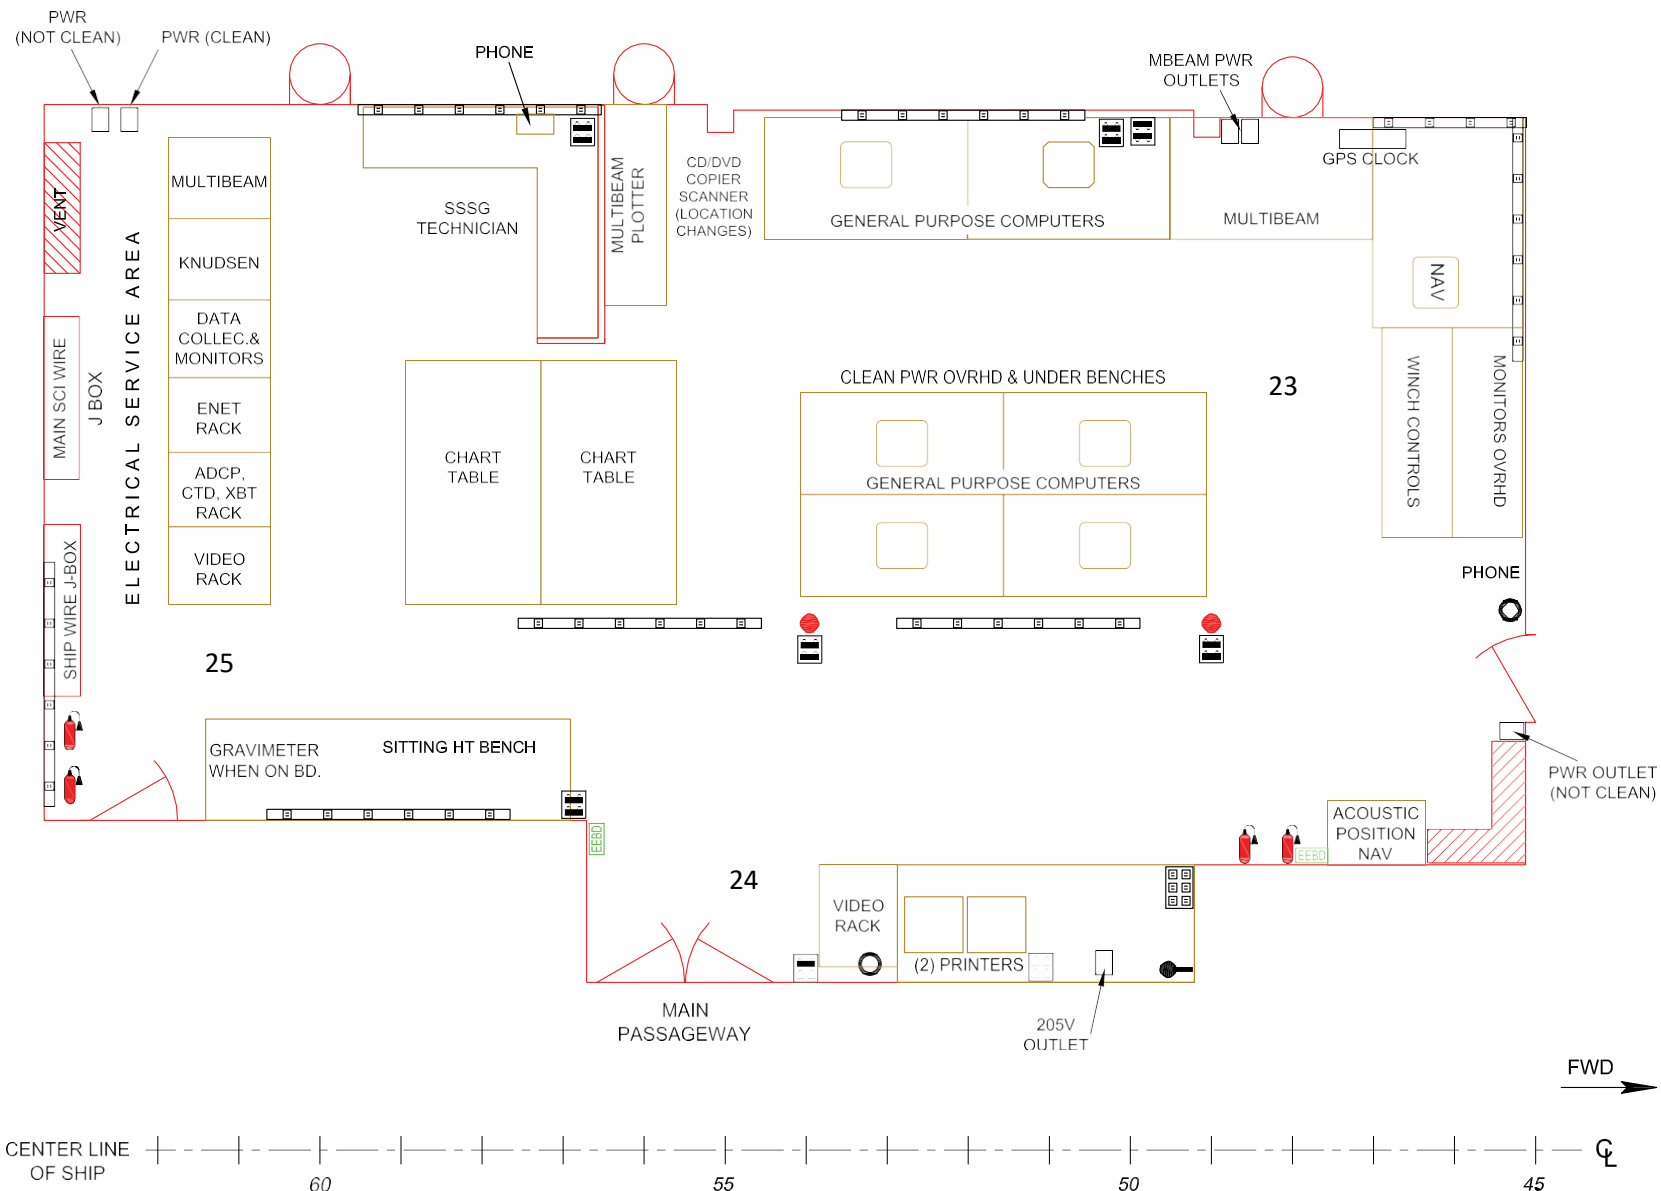 PWR
(NOT CLEAN)
PWR (CLEAN)
PHONE
MBEAM PWR
OUTLETS
GPS CLOCK
VENT
MULTIBEAM
KNUDSEN
DATA
COLLEC.&
MONITORS
ENET
RACK
ADCP,
CTD, XBT
RACK
VIDEO
RACK
ELECTRICAL SERVICE AREA
MAIN SCI WIRE
J BOX
SHIP WIRE J-BOX
SSSG
TECHNICIAN
MULTIBEAM
PLOTTER
CD/DVD
COPIER
SCANNER
(LOCATION
CHANGES)
GENERAL PURPOSE COMPUTERS
MULTIBEAM
NAV
WINCH CONTROLS
MONITORS OVRHD
CHART
TABLE
CHART
TABLE
CLEAN PWR OVRHD & UNDER BENCHES
GENERAL PURPOSE COMPUTERS
23
PHONE
25
GRAVIMETER
WHEN ON BD.
SITTING HT BENCH
EEBD
24
VIDEO
RACK
(2) PRINTERS
EEBD
ACOUSTIC
POSITION
NAV
PWR OUTLET
(NOT CLEAN)
MAIN
PASSAGEWAY
205V
OUTLET
FWD
CENTER LINE
OF SHIP
CL
60
55
50
45